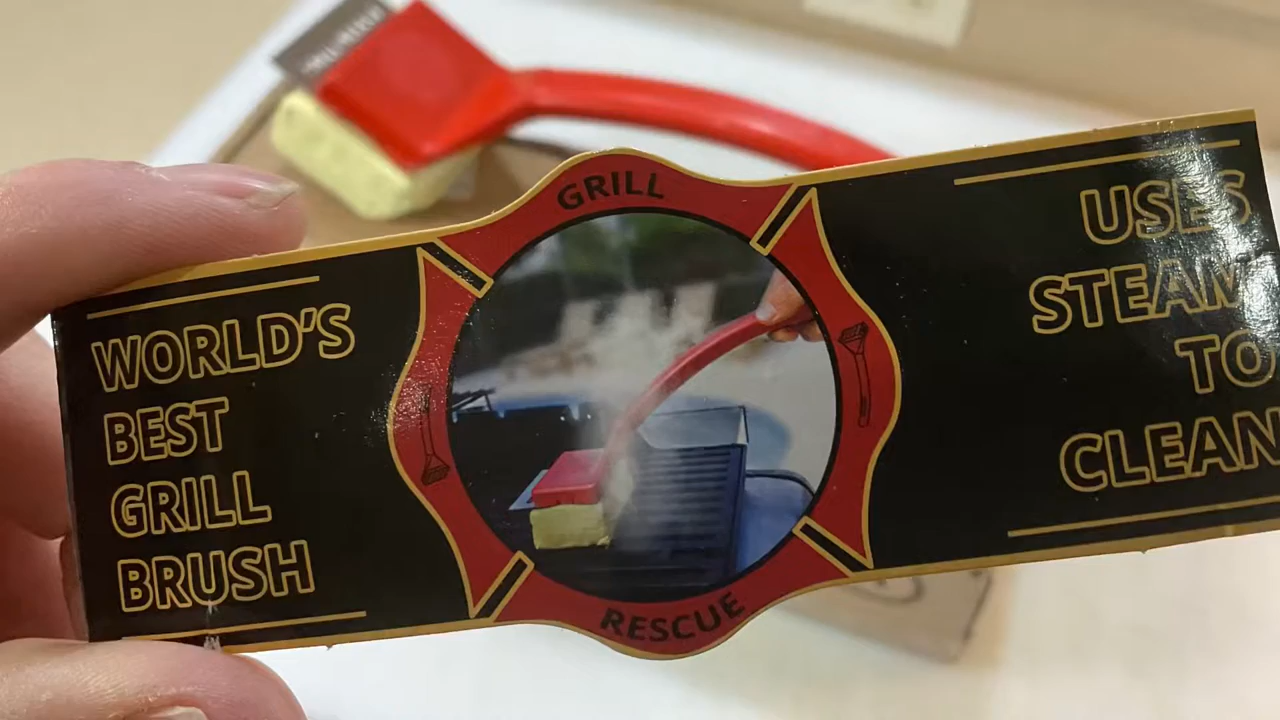 WORLD'S
BEST
GRILL
BRUSH
GRILL
RESCUE
USES
STEAM
TO
CLEAN